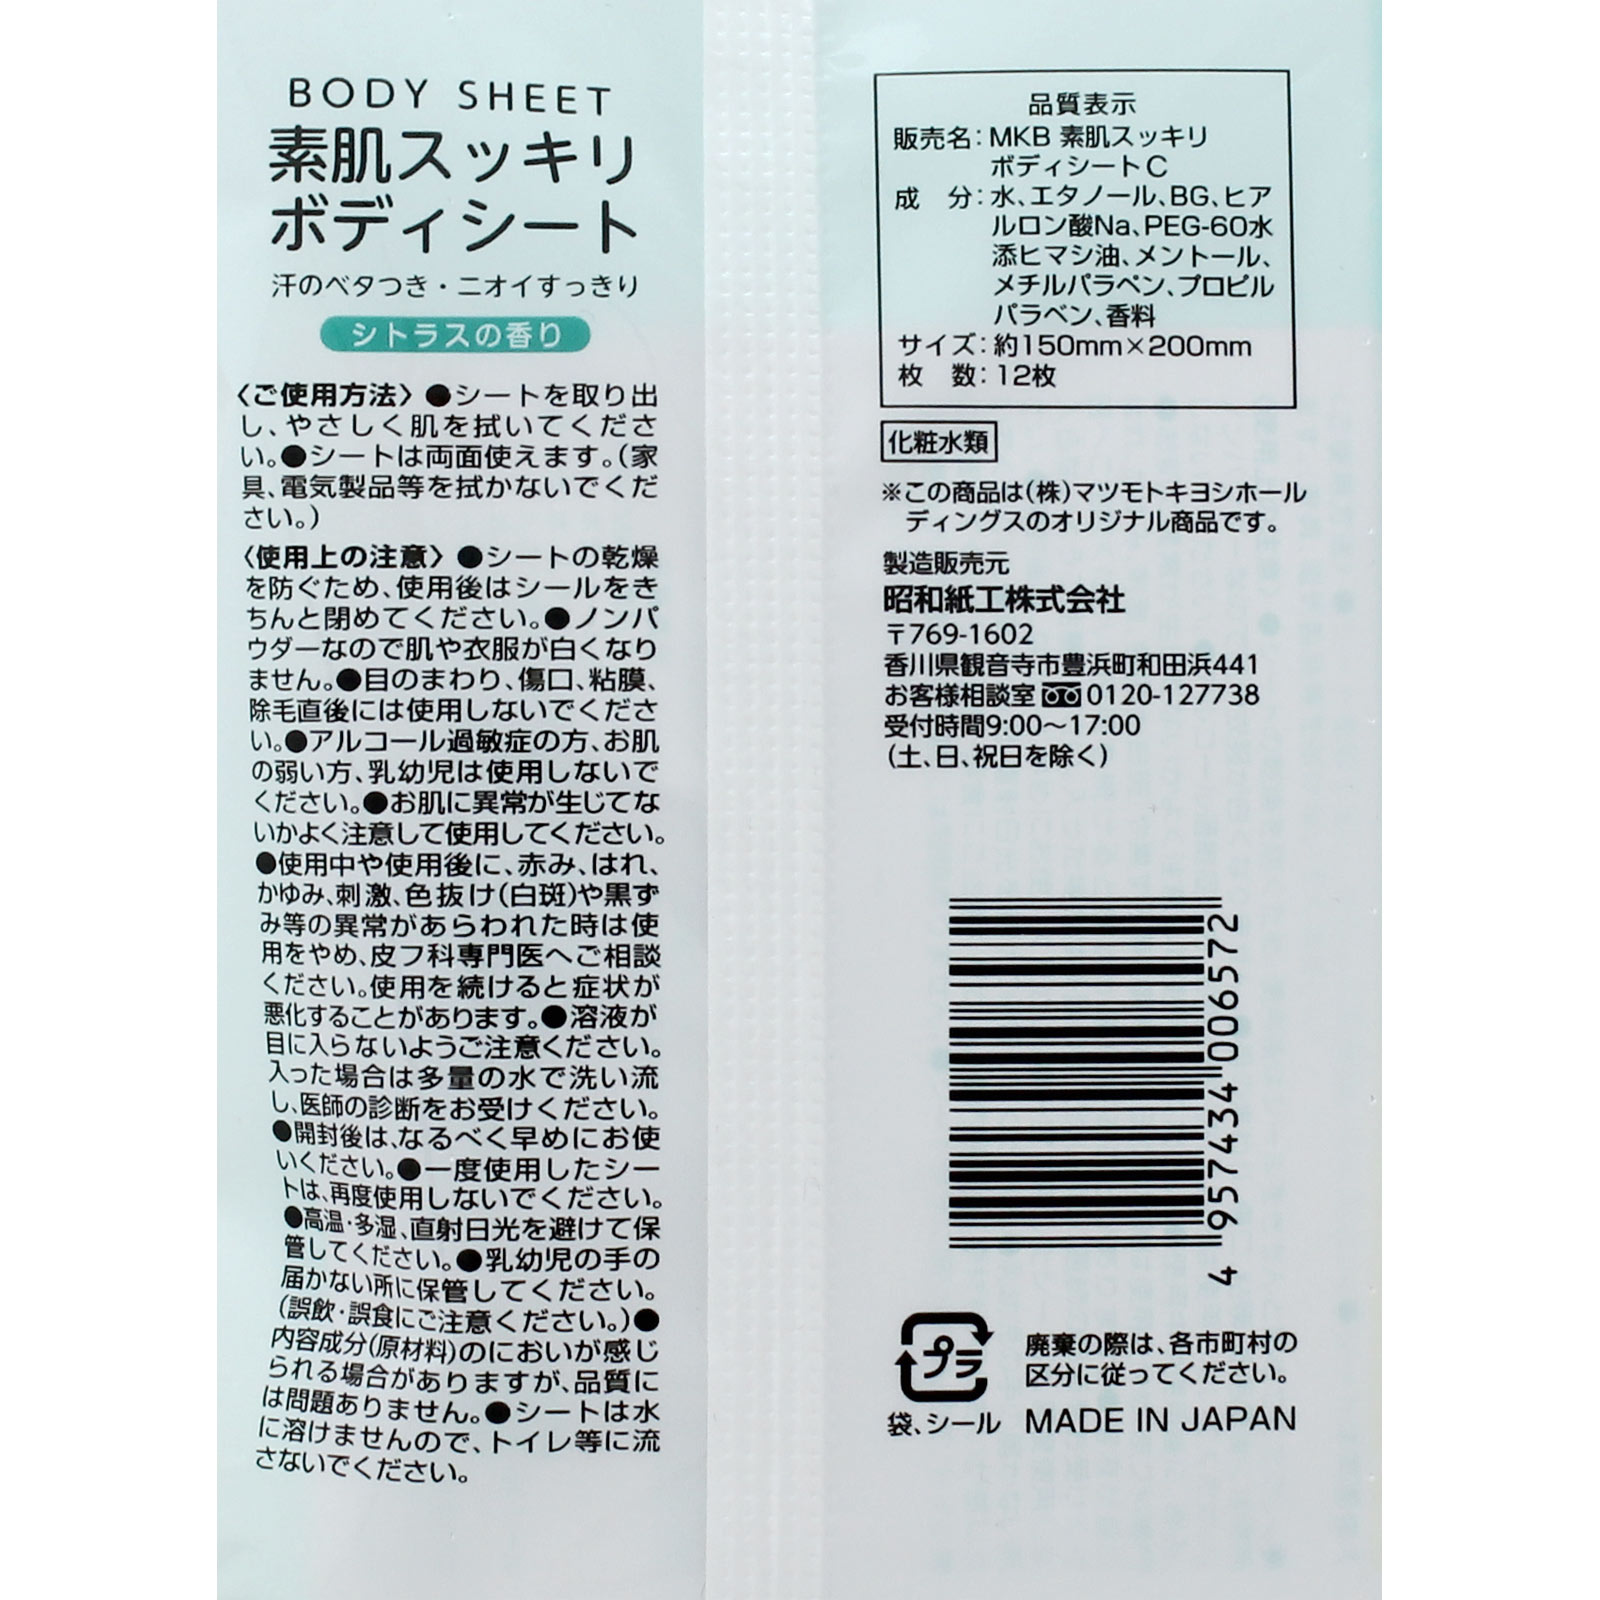 BODY SHEET
素肌スッキリ
ボディシート
汗のベタつき・ニオイすっきり
シトラスの香り
〈ご使用方法〉●シートを取り出
し、やさしく肌を拭いてくださ
い。●シートは両面使えます。(家
具、電気製品等を拭かないでくだ
さい。)
〈使用上の注意〉●シートの乾燥
を防ぐため、使用後はシールをき
ちんと閉めてください。●ノンパ
ウダーなので肌や衣服が白くなり
ません。●目のまわり、傷口、粘膜、
除毛直後には使用しないでくださ
い。●アルコール過敏症の方、お肌
の弱い方、乳幼児は使用しないで
ください。●お肌に異常が生じてな
いかよく注意して使用してください。
●使用中や使用後に、赤み、はれ、
かゆみ、刺激、色抜け(白斑)や黒ず
み等の異常があらわれた時は使
用をやめ、皮フ科専門医へご相談
ください。使用を続けると症状が
悪化することがあります。●溶液が
目に入らないようご注意ください。
入った場合は多量の水で洗い流
し、医師の診断をお受けください。
●開封後は、なるべく早めにお使
いください。●一度使用したシー
トは、再度使用しないでください。
●高温・多湿、直射日光を避けて保
管してください。●乳幼児の手の
届かない所に保管してください。
(誤飲・誤食にご注意ください。)●
内容成分(原材料)のにおいが感じ
られる場合がありますが、品質に
は問題ありません。●シートは水
に溶けませんので、トイレ等に流
さないでください。
品質表示
販売名:MKB 素肌スッキリ
ボディシートC
成 分:水、エタノール、BG、ヒア
ルロン酸Na、PEG-60水
添ヒマシ油、メントール、
メチルパラベン、プロピル
パラベン、香料
サイズ:約150mm×200mm
枚 数:12枚
化粧水類
※この商品は(株)マツモトキヨシホール
ディングスのオリジナル商品です。
製造販売元
昭和紙工株式会社
〒769-1602
香川県観音寺市豊浜町和田浜441
お客様相談室 0120-127738
受付時間9:00〜17:00
(土、日、祝日を除く)
4 957434 006572
プラ
袋、シール
廃棄の際は、各市町村の
区分に従ってください。
MADE IN JAPAN